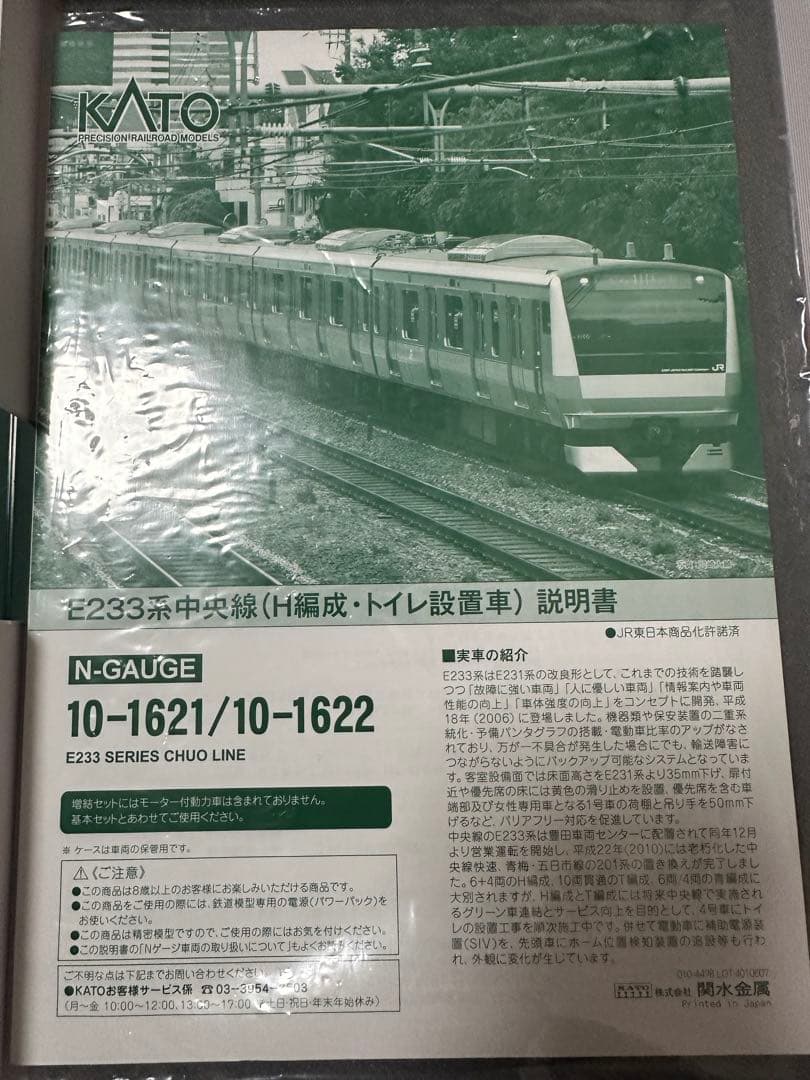 KATO
PRECISION RAILROAD MODELS
JR
E233系中央線（H編成・トイレ設置車）説明書
●JR東日本商品化許諾済
N-GAUGE
10-1621/10-1622
E233 SERIES CHUO LINE
増結セットにはモーター付動力車は含まれておりません。
基本セットとあわせてご使用ください。
※ ケースは車両の保管用です。
⚠《ご注意》
●この商品は8歳以上のお客様にお楽しみいただける商品です。
●この商品をご使用の際には、鉄道模型専用の電源（パワーパック）を
お使いください。
●この商品は精密模型ですので、ご使用の際にはお気を付けください。
●この説明書の「Nゲージ車両の取り扱いについて」もよくお読みください。
ご不明な点は下記までお問い合わせください。
●KATOお客様サービス係 ☎03-3954-
（月〜金 10:00〜12:00、13:00〜17:00 土日・祝日・年末年始休み）
■実車の紹介
E233系はE231系の改良形として、これまでの技術を踏襲し
つつ「故障に強い車両」「人に優しい車両」「情報案内や車両
性能の向上」「車体強度の向上」をコンセプトに開発、平成
18年（2006）に登場しました。機器類や保安装置の二重系
統化・予備パンタグラフの搭載・電動車比率のアップがなさ
れており、万が一不具合が発生した場合にでも、輸送障害に
つながらないようにバックアップ可能なシステムとなっていま
す。客室設備面では床面高さをE231系より35mm下げ、扉付
近や優先席の床には黄色の滑り止めを設置、優先席を含む車
端部及び女性専用車となる1号車の荷棚と吊り手を50mm下
げるなど、バリアフリー対応を促進しています。
中央線のE233系は豊田車両センターに配置されて同年12月
より営業運転を開始し、平成22年（2010）には老朽化した中
央線快速、青梅・五日市線の201系の置き換えが完了しまし
た。6+4両のH編成、10両貫通のT編成、6両/4両の青編成に
大別されますが、H編成とT編成には将来中央線で実施され
るグリーン車連結とサービス向上を目的として、4号車にトイ
レの設置工事を順次施工中です。併せて電動車に補助電源装
置（SIV）を、先頭車にホーム位置検知装置の追設等も行わ
れ、外観に変化が生じています。
KATO 株式会社 関水金属
Printed in Japan